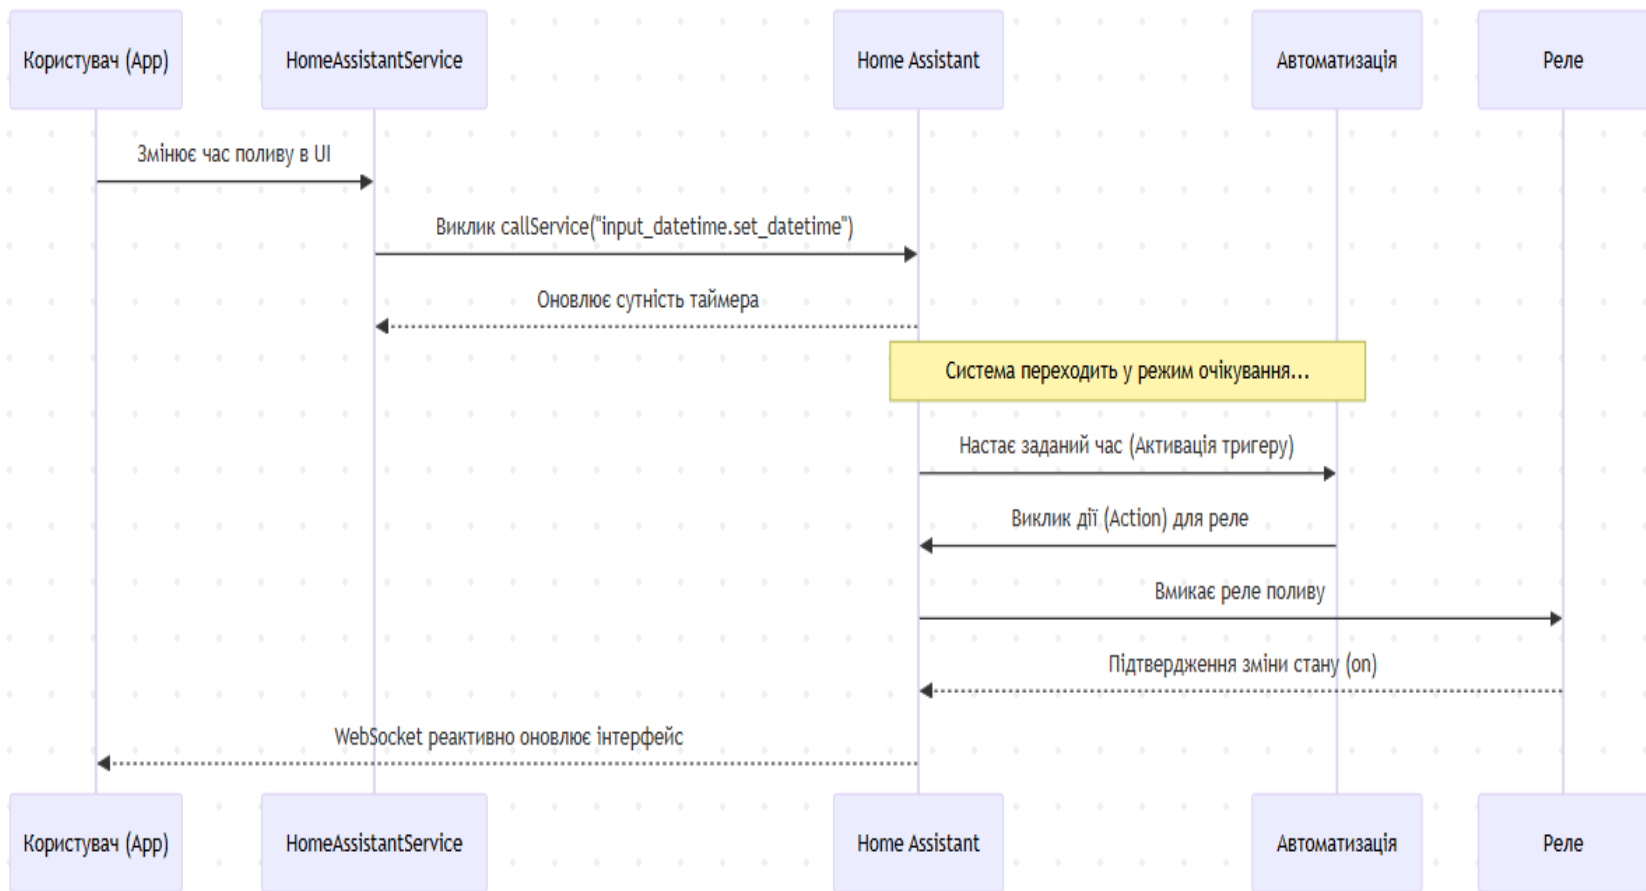 Користувач (App)
HomeAssistantService
Home Assistant
Автоматизація
Реле
Змінює час поливу в UI
Виклик callService("input_datetime.set_datetime")
Оновлює сутність таймера
Система переходить у режим очікування...
Настає заданий час (Активація тригеру)
Виклик дії (Action) для реле
Вмикає реле поливу
Підтвердження зміни стану (on)
WebSocket реактивно оновлює інтерфейс
Користувач (App)
HomeAssistantService
Home Assistant
Автоматизація
Реле